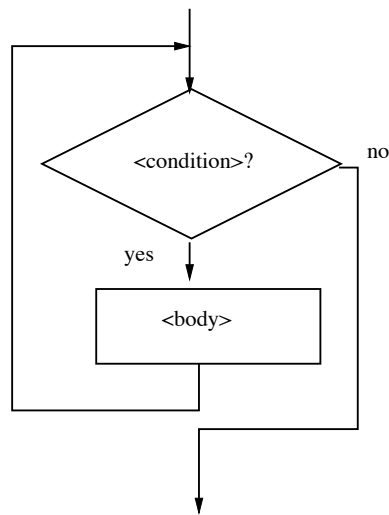 <condition>?
no
yes
<body>